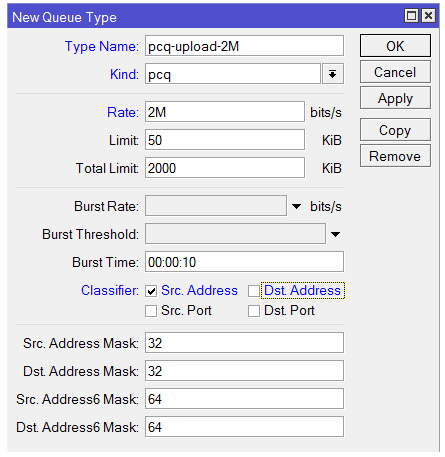 New Queue Type
Type Name: pcq-upload-2M OK
Kind: pcq Cancel
Apply
Rate: 2M bits/s
Limit: 50 KiB Copy
Total Limit: 2000 KiB Remove
Burst Rate: bits/s
Burst Threshold:
Burst Time: 00:00:10
Classifier: Src. Address Dst. Address
Src. Port Dst. Port
Src. Address Mask: 32
Dst. Address Mask: 32
Src. Address6 Mask: 64
Dst. Address6 Mask: 64